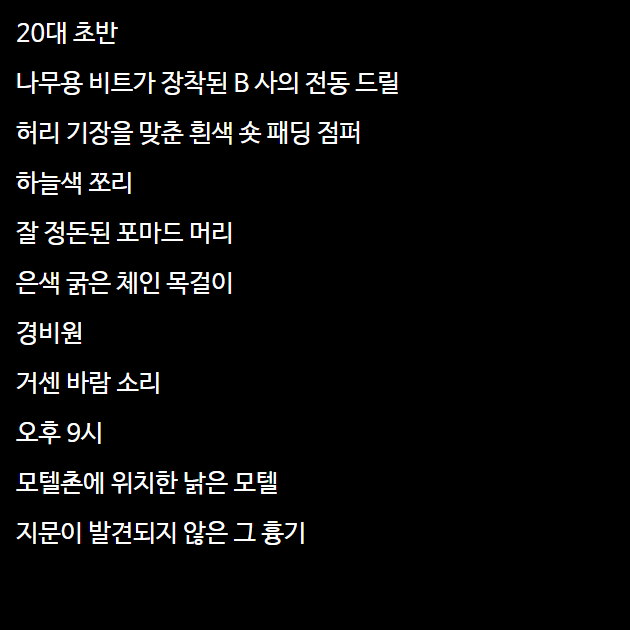 20대 초반
나무용 비트가 장착된 B 사의 전동 드릴
허리 기장을 맞춘 흰색 숏 패딩 점퍼
하늘색 쪼리
잘 정돈된 포마드 머리
은색 굵은 체인 목걸이
경비원
거센 바람 소리
오후 9시
모텔촌에 위치한 낡은 모텔
지문이 발견되지 않은 그 흉기